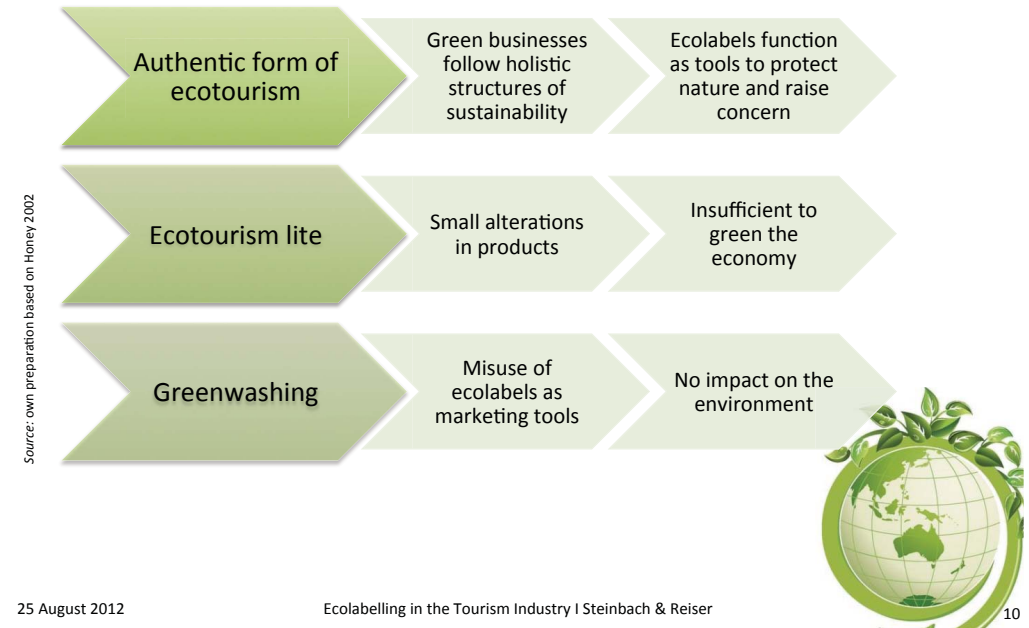 Authentic form of
ecotourism
Green businesses
follow holistic
structures of
sustainability
Ecolabels function
as tools to protect
nature and raise
concern
Ecotourism lite
Small alterations
in products
Insufficient to
green the
economy
Greenwashing
Misuse of
ecolabels as
marketing tools
No impact on the
environment
Source: own preparation based on Honey 2002
25 August 2012
Ecolabelling in the Tourism Industry I Steinbach & Reiser
10